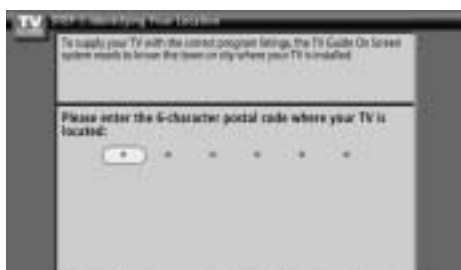 TV STEP 1: Identifying Your Location
To supply your TV with the correct program listings, the TV Guide On Screen
system needs to know the town or city where your TV is installed.
Please enter the 6-character postal code where your TV is
located: